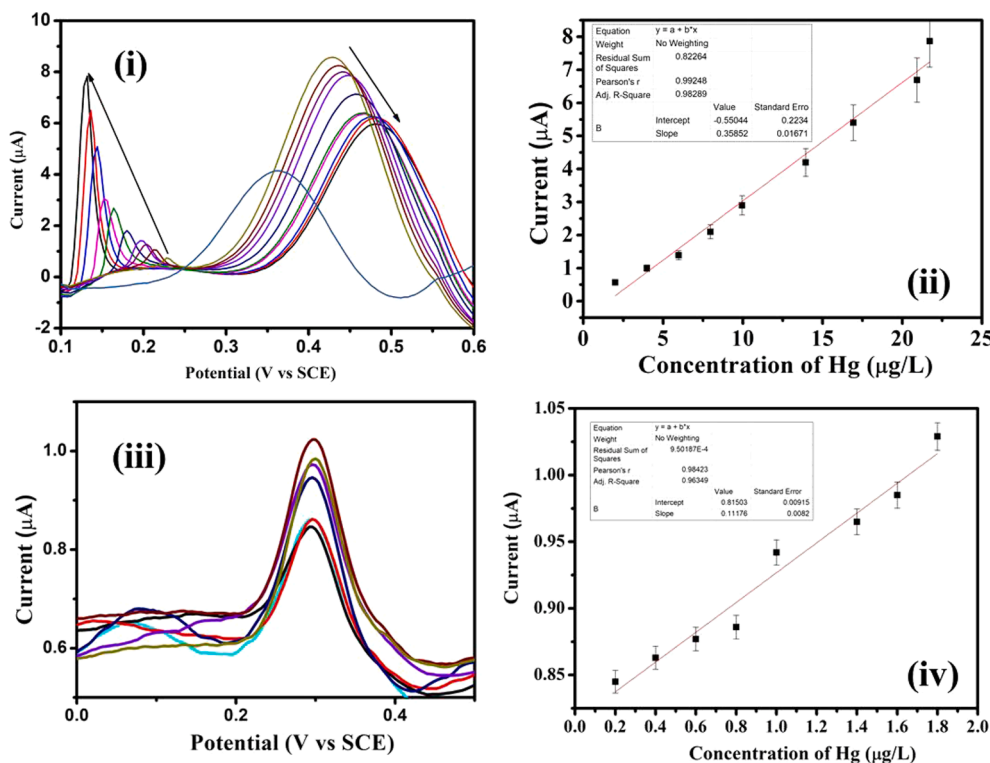 (i)
10
8
6
4
2
0
-2
0.1 0.2 0.3 0.4 0.5 0.6
Current (µA)
Potential (V vs SCE)
(ii)
Equation y = a + b*x
Weight No Weighting
Residual Sum of Squares 0.82264
Pearson's r 0.99248
Adj. R-Square 0.98289
Value Standard Erro
B Intercept -0.55044 0.2234
Slope 0.35852 0.01671
8
7
6
5
4
3
2
1
0
0 5 10 15 20 25
Current (µA)
Concentration of Hg (µg/L)
(iii)
1.0
0.8
0.6
0.0 0.2 0.4
Current (µA)
Potential (V vs SCE)
(iv)
Equation y = a + b*x
Weight No Weighting
Residual Sum of
Squares 9.50187E-4
Pearson's r 0.98423
Adj. R-Square 0.96349
Value Standard Error
B Intercept 0.81503 0.00915
Slope 0.11176 0.0082
1.05
1.00
0.95
0.90
0.85
0.0 0.2 0.4 0.6 0.8 1.0 1.2 1.4 1.6 1.8 2.0
Current (µA)
Concentration of Hg (µg/L)